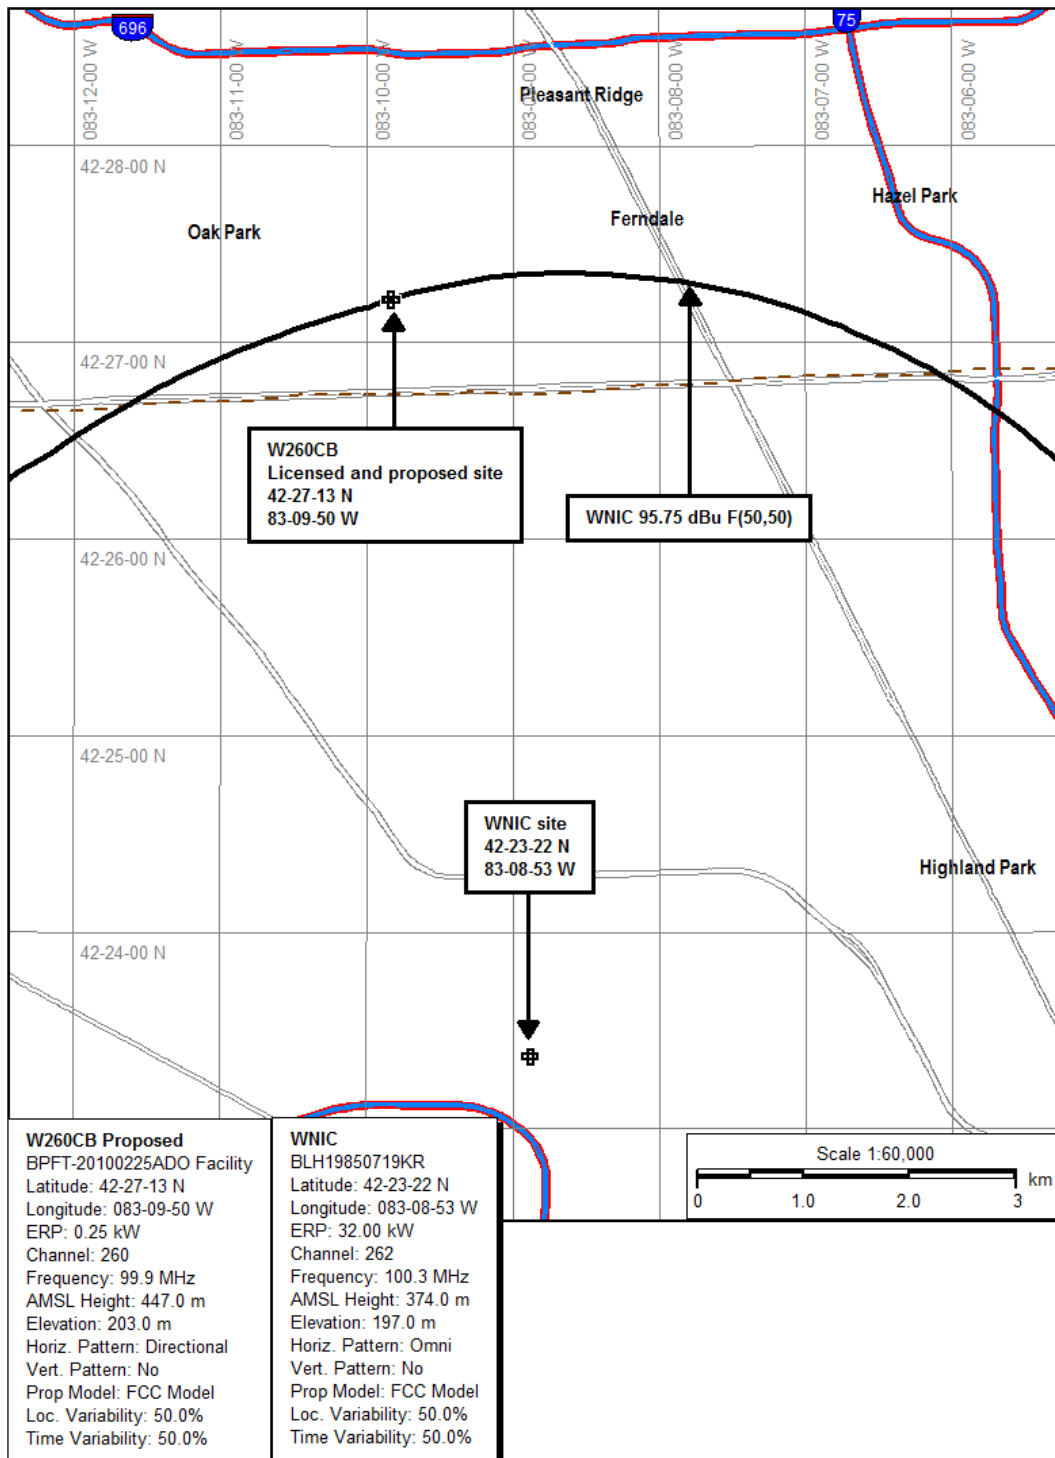 696
75
083-12-00 W
083-11-00 W
083-10-00 W
083-09-00 W
083-08-00 W
083-07-00 W
083-06-00 W
Pleasant Ridge
42-28-00 N
Hazel Park
Ferndale
Oak Park
42-27-00 N
W260CB
Licensed and proposed site
42-27-13 N
83-09-50 W
WNIC 95.75 dBu F(50,50)
42-26-00 N
42-25-00 N
WNIC site
42-23-22 N
83-08-53 W
Highland Park
42-24-00 N
W260CB Proposed
BPFT-20100225ADO Facility
Latitude: 42-27-13 N
Longitude: 083-09-50 W
ERP: 0.25 kW
Channel: 260
Frequency: 99.9 MHz
AMSL Height: 447.0 m
Elevation: 203.0 m
Horiz. Pattern: Directional
Vert. Pattern: No
Prop Model: FCC Model
Loc. Variability: 50.0%
Time Variability: 50.0%
WNIC
BLH19850719KR
Latitude: 42-23-22 N
Longitude: 083-08-53 W
ERP: 32.00 kW
Channel: 262
Frequency: 100.3 MHz
AMSL Height: 374.0 m
Elevation: 197.0 m
Horiz. Pattern: Omni
Vert. Pattern: No
Prop Model: FCC Model
Loc. Variability: 50.0%
Time Variability: 50.0%
Scale 1:60,000
km
0 1.0 2.0 3